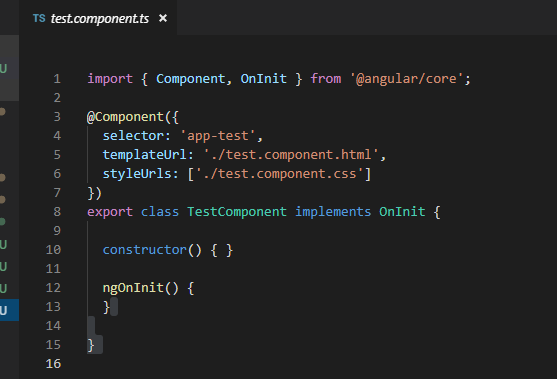 TS test.component.ts ×
U
1 import { Component, OnInit } from '@angular/core';
2
3 @Component({
4 selector: 'app-test',
5 templateUrl: './test.component.html',
6 styleUrls: ['./test.component.css']
7 })
8 export class TestComponent implements OnInit {
9
10 constructor() { }
11
12 ngOnInit() {
13 }
14
15 }
16
U
U
U
U